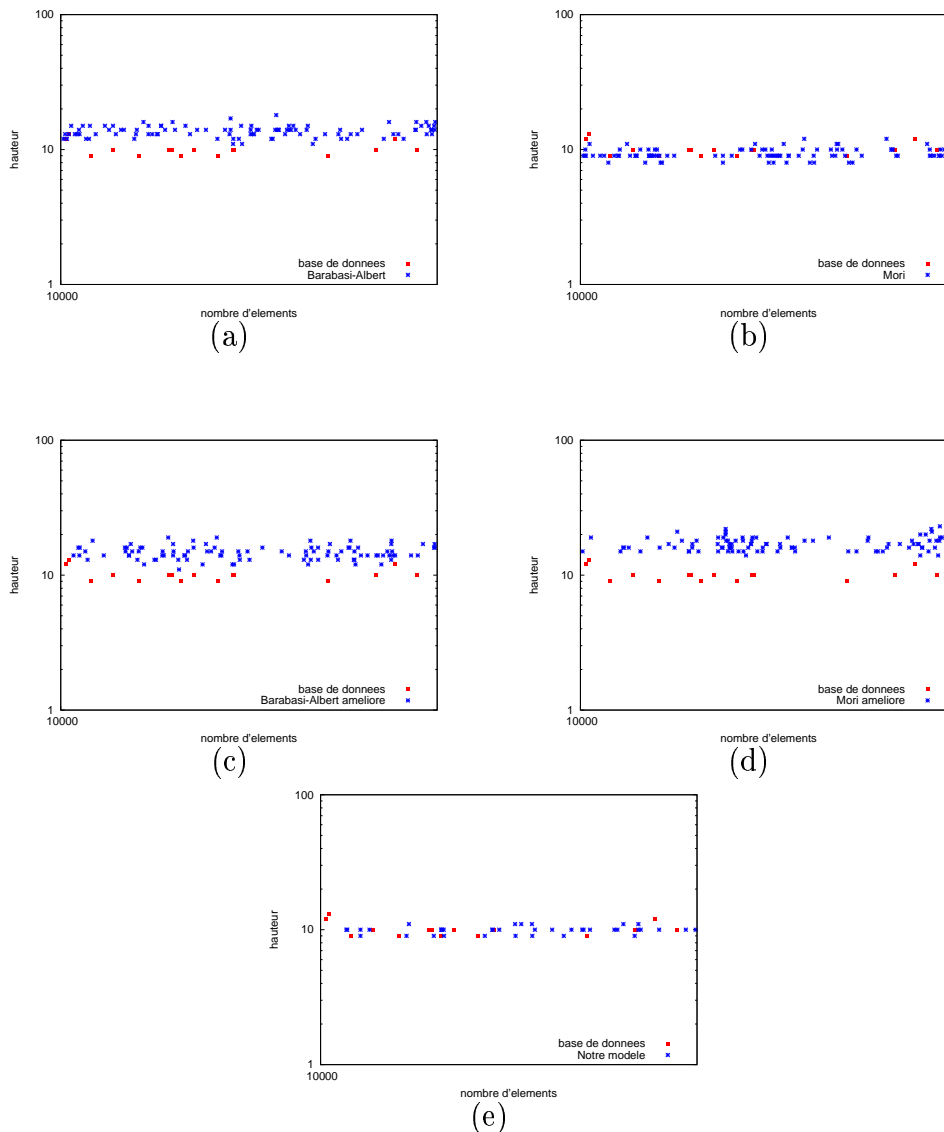 100
10
1
10000
hauteur
nombre d'elements
base de donnees
Barabasi-Albert
(a)
100
10
1
10000
hauteur
nombre d'elements
base de donnees
Mori
(b)
100
10
1
10000
hauteur
nombre d'elements
base de donnees
Barabasi-Albert ameliore
(c)
100
10
1
10000
hauteur
nombre d'elements
base de donnees
Mori ameliore
(d)
100
10
1
10000
hauteur
nombre d'elements
base de donnees
Notre modele
(e)